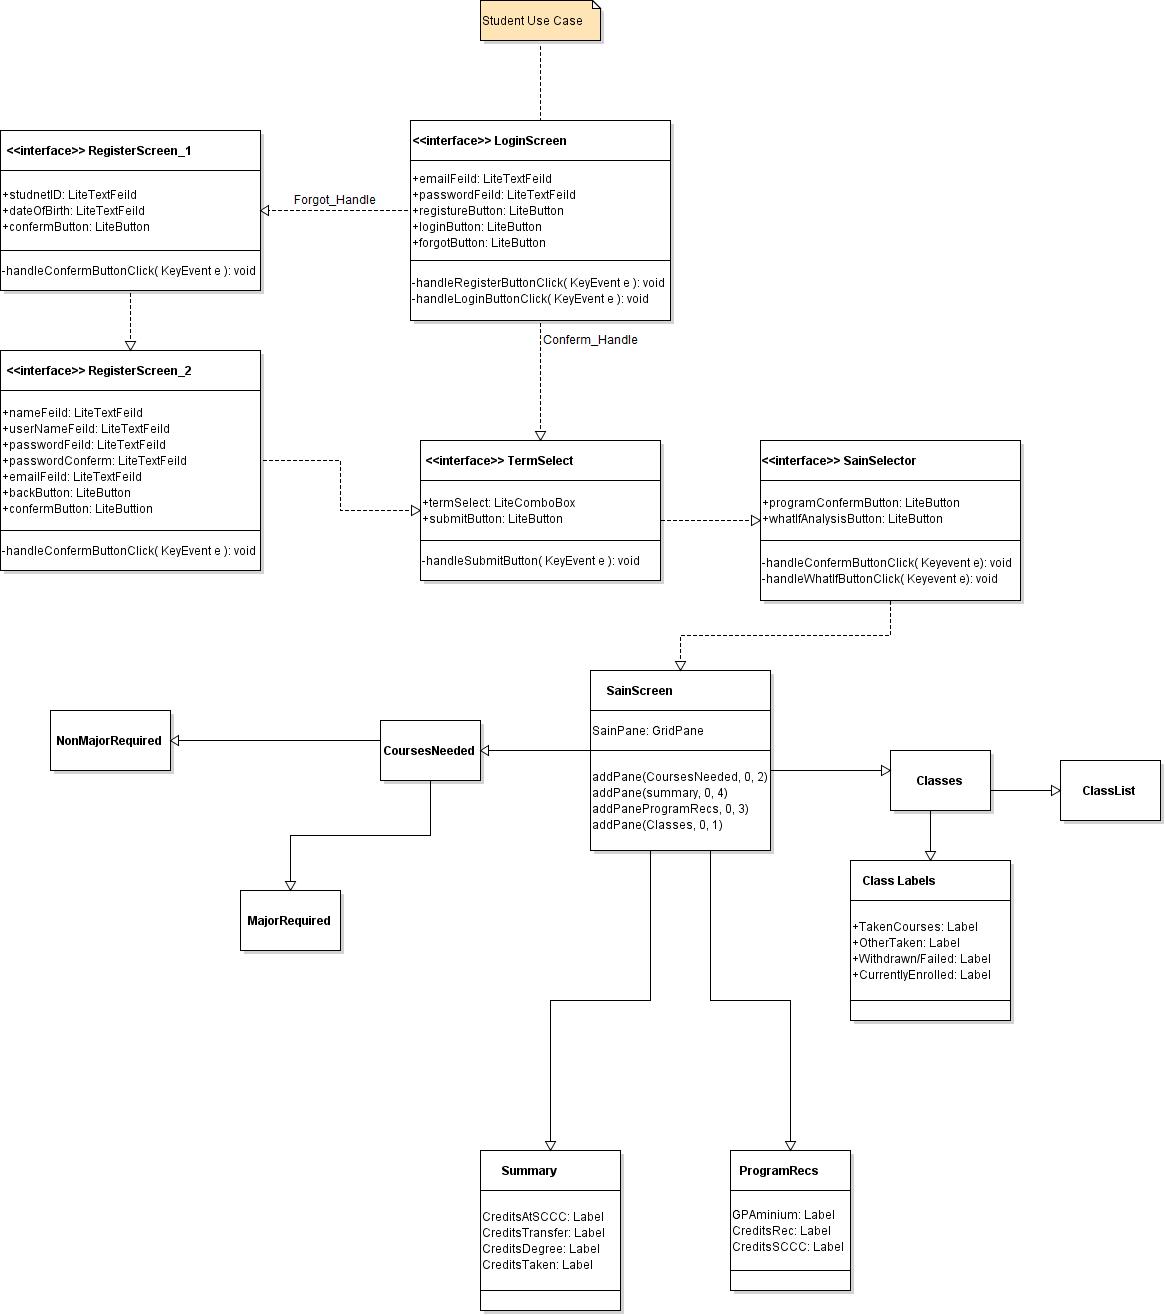 Student Use Case
<<interface>> LoginScreen
+emailFeild: LiteTextFeild
+passwordFeild: LiteTextFeild
+registureButton: LiteButton
+loginButton: LiteButton
+forgotButton: LiteButton
-handleRegisterButtonClick( KeyEvent e ): void
-handleLoginButtonClick( KeyEvent e ): void
Forgot_Handle
<<interface>> RegisterScreen_1
+studnetID: LiteTextFeild
+dateOfBirth: LiteTextFeild
+confermButton: LiteButton
-handleConfermButtonClick( KeyEvent e ): void
Conferm_Handle
<<interface>> RegisterScreen_2
+nameFeild: LiteTextFeild
+userNameFeild: LiteTextFeild
+passwordFeild: LiteTextFeild
+passwordConferm: LiteTextFeild
+emailFeild: LiteTextFeild
+backButton: LiteButton
+confermButton: LiteButtion
-handleConfermButtonClick( KeyEvent e ): void
<<interface>> TermSelect
+termSelect: LiteComboBox
+submitButton: LiteButton
-handleSubmitButton( KeyEvent e ): void
<<interface>> SainSelector
+programConfermButton: LiteButton
+whatIfAnalysisButton: LiteButton
-handleConfermButtonClick( Keyevent e): void
-handleWhatIfButtonClick( Keyevent e): void
SainScreen
SainPane: GridPane
addPane(CoursesNeeded, 0, 2)
addPane(summary, 0, 4)
addPaneProgramRecs, 0, 3)
addPane(Classes, 0, 1)
NonMajorRequired
CoursesNeeded
MajorRequired
Classes
ClassList
Class Labels
+TakenCourses: Label
+OtherTaken: Label
+Withdrawn/Failed: Label
+CurrentlyEnrolled: Label
Summary
CreditsAtSCCC: Label
CreditsTransfer: Label
CreditsDegree: Label
CreditsTaken: Label
ProgramRecs
GPAminium: Label
CreditsRec: Label
CreditsSCCC: Label